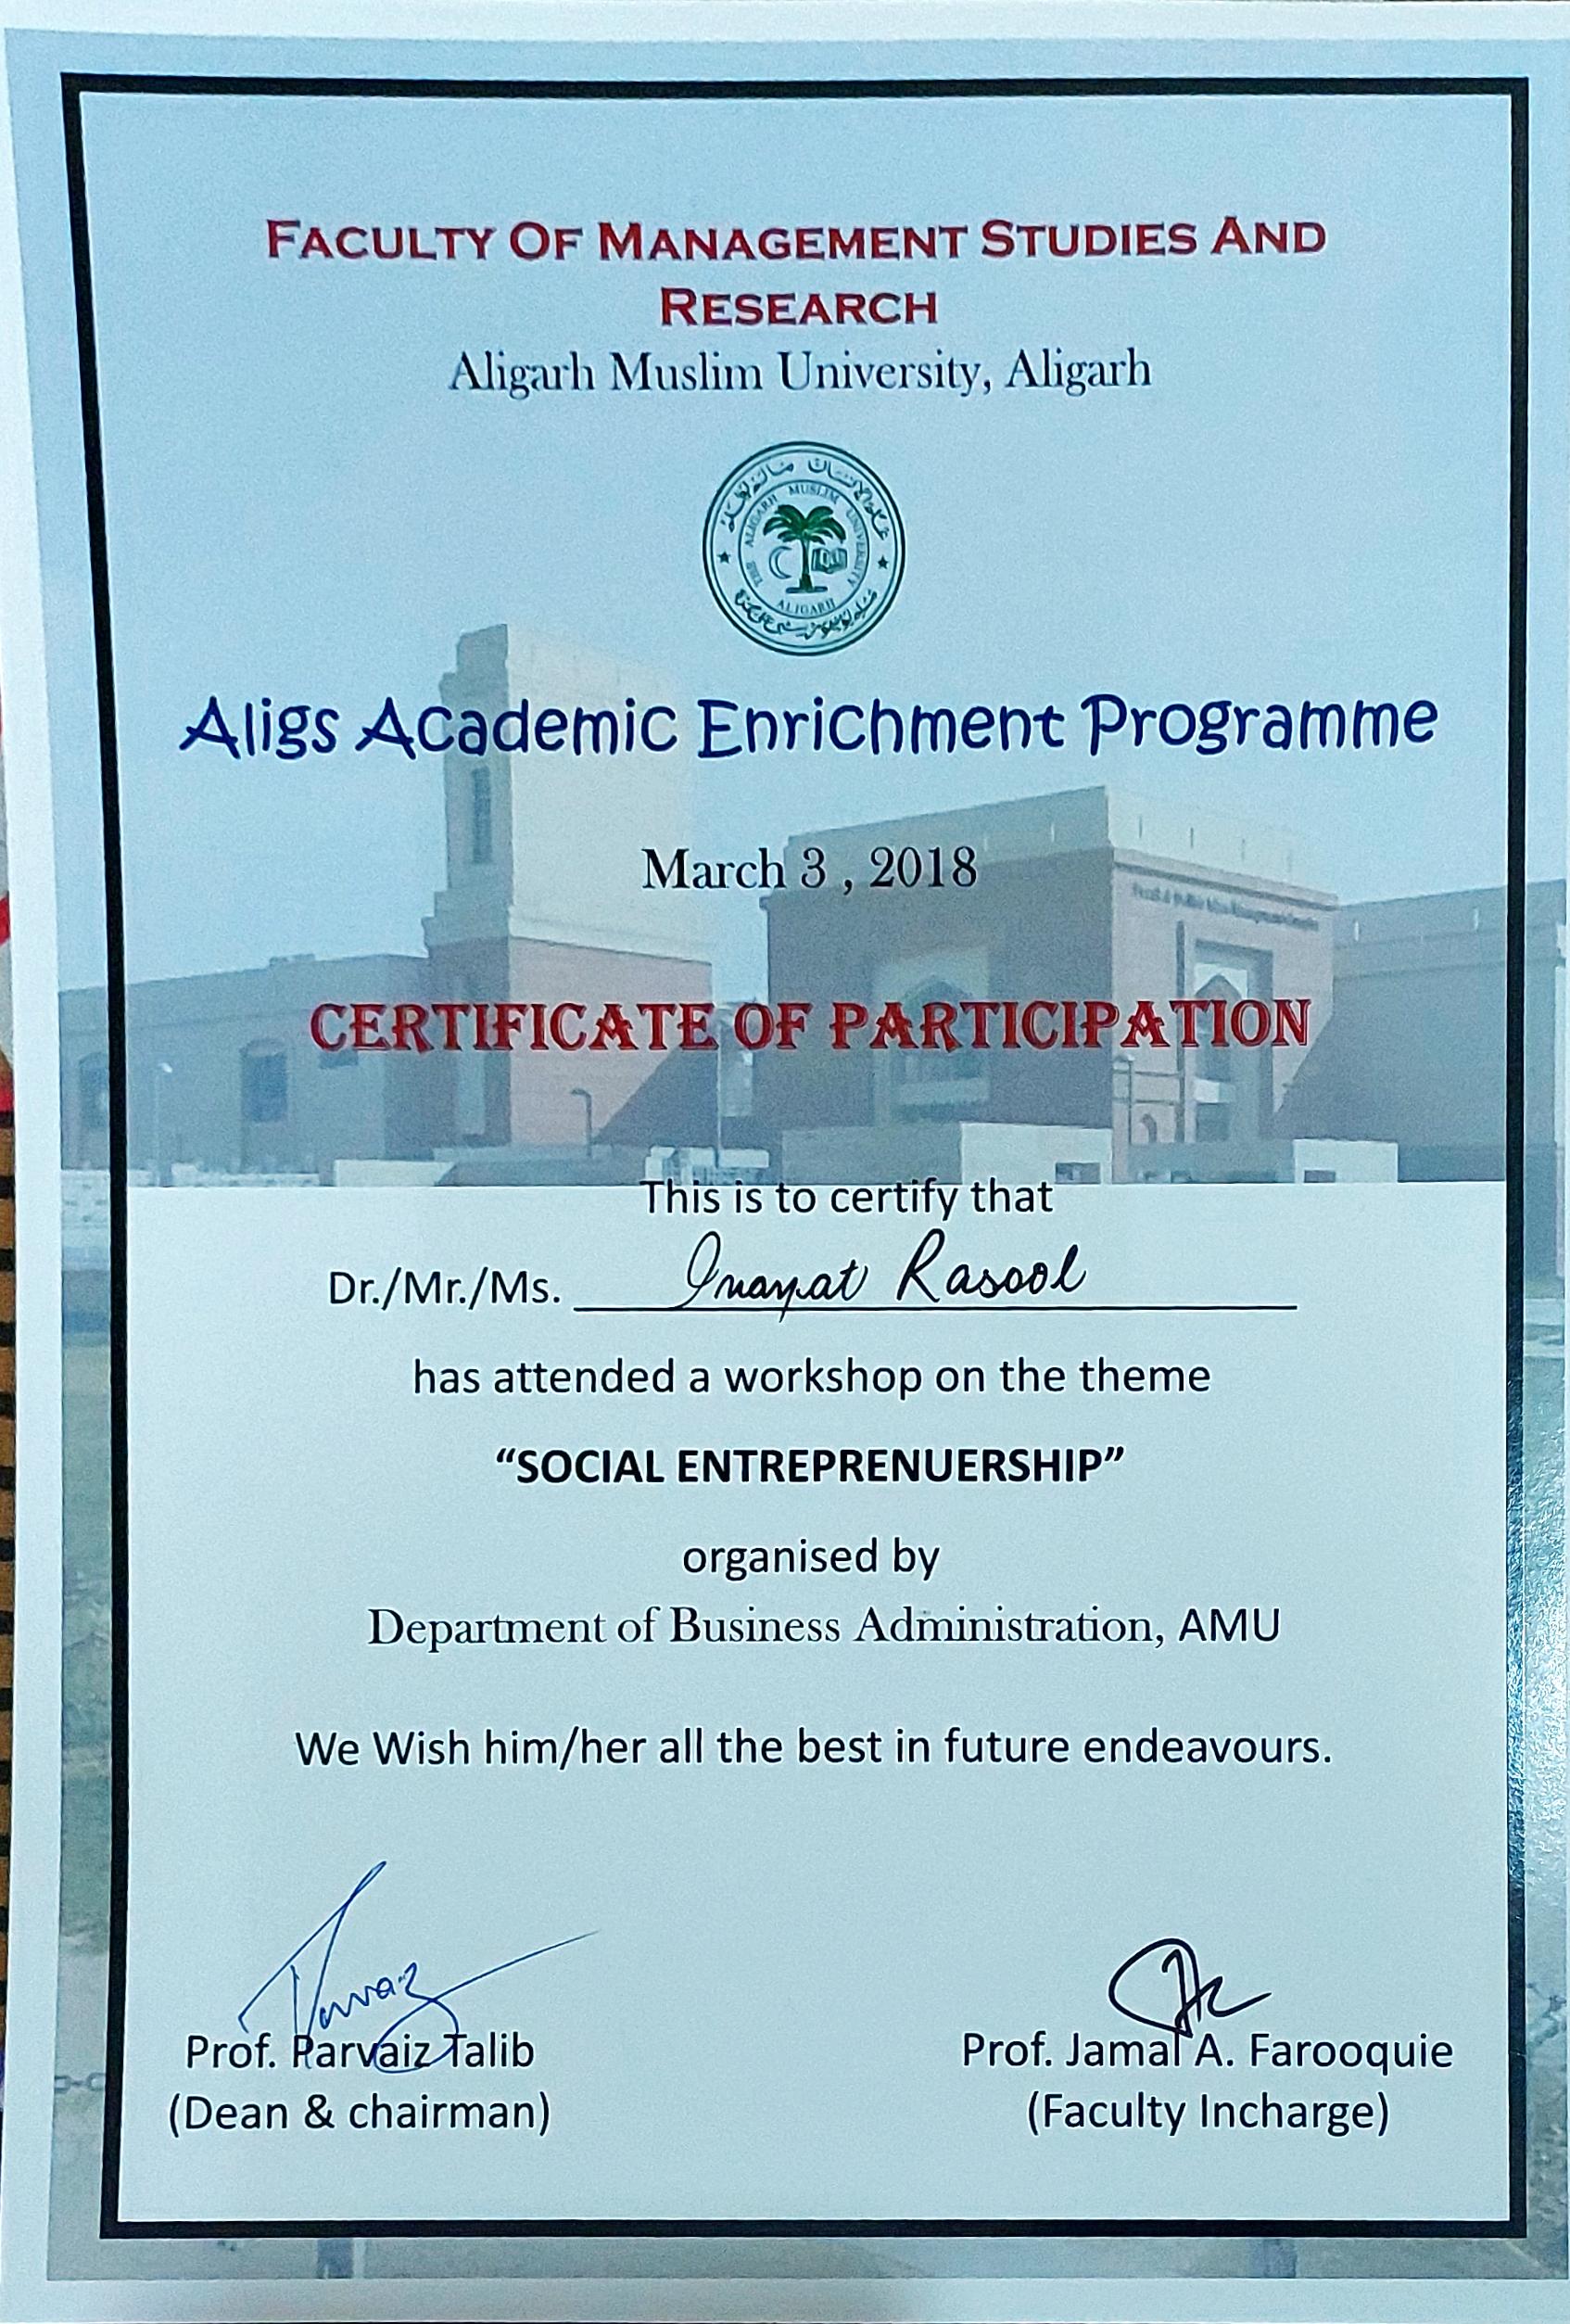 FACULTY OF MANAGEMENT STUDIES AND
RESEARCH
Aligarh Muslim University, Aligarh
THE ALIGARH MUSLIM UNIVERSITY
ALIGARH
Aligs Academic Enrichment Programme
March 3 , 2018
CERTIFICATE OF PARTICIPATION
This is to certify that
Dr./Mr./Ms. Inayat Rasool
has attended a workshop on the theme
“SOCIAL ENTREPRENUERSHIP”
organised by
Department of Business Administration, AMU
We Wish him/her all the best in future endeavours.
Parvaiz
Prof. Parvaiz Talib
Prof. Jamal A. Farooquie
(Dean & chairman)
(Faculty Incharge)